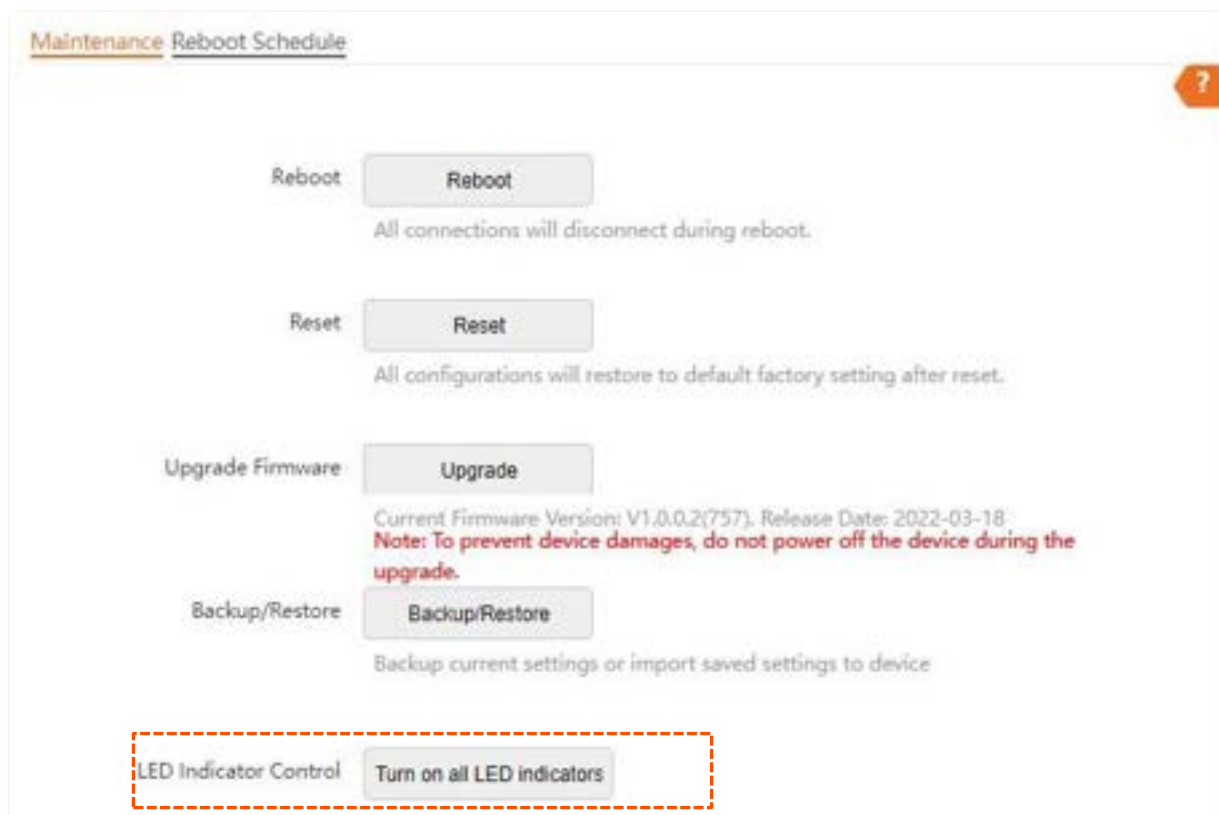 Maintenance Reboot Schedule
?
Reboot Reboot
All connections will disconnect during reboot.
Reset Reset
All configurations will restore to default factory setting after reset.
Upgrade Firmware Upgrade
Current Firmware Version: V1.0.0.2(757). Release Date: 2022-03-18
Note: To prevent device damages, do not power off the device during the
upgrade.
Backup/Restore Backup/Restore
Backup current settings or import saved settings to device
LED Indicator Control Turn on all LED indicators